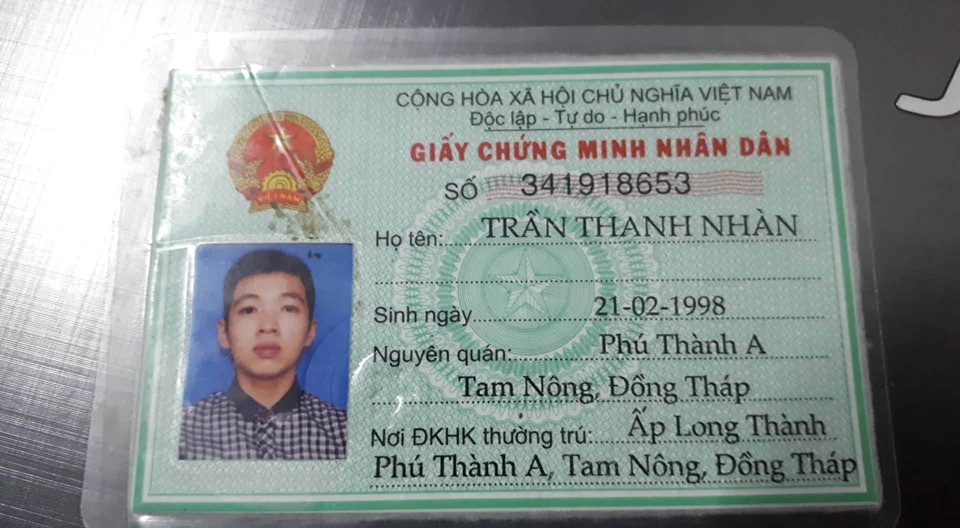 CỘNG HÒA XÃ HỘI CHỦ NGHĨA VIỆT NAM
Độc lập - Tự do - Hạnh phúc
GIẤY CHỨNG MINH NHÂN DÂN
SỐ 341918653
Họ tên: TRẦN THANH NHÀN
Sinh ngày 21-02-1998
Nguyên quán: Phú Thành A
Tam Nông, Đồng Tháp
Nơi ĐKHK thường trú: Ấp Long Thành
Phú Thành A, Tam Nông, Đồng Tháp
VIỆT NAM